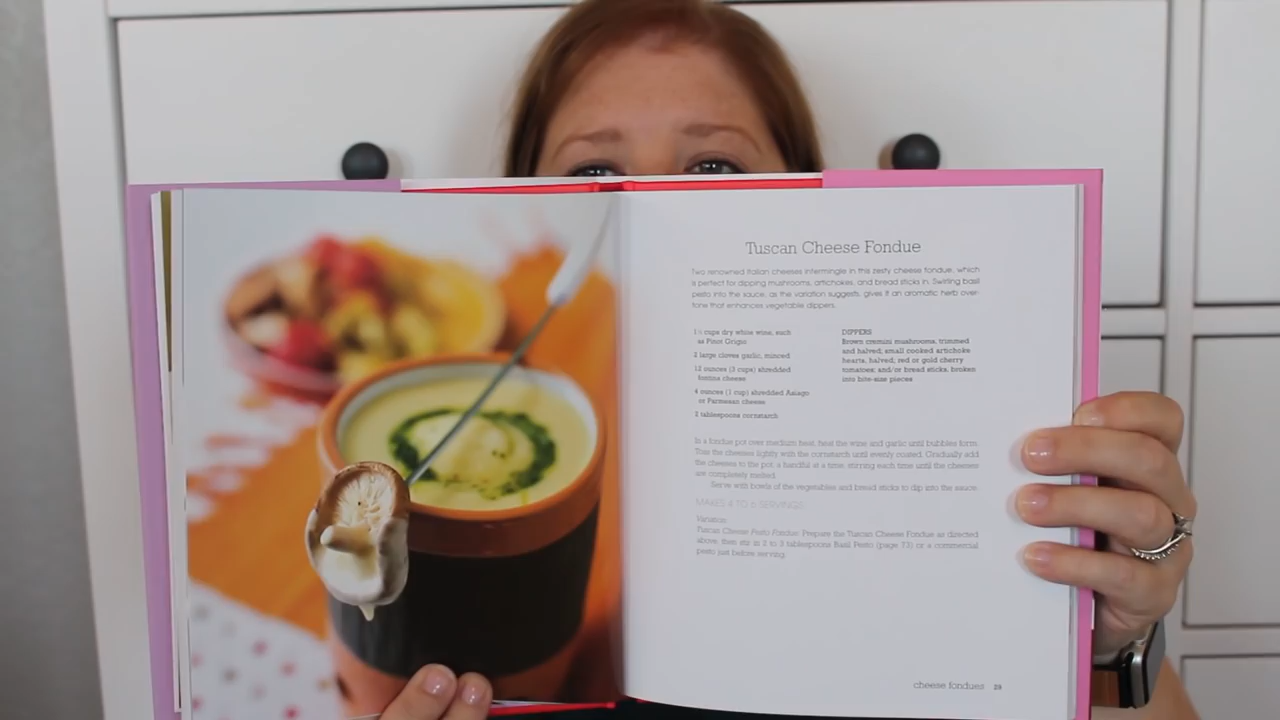 Tuscan Cheese Fondue
Two renowned Italian cheeses intermingle in this zesty cheese fondue, which
is perfect for dipping mushrooms, artichokes, and bread sticks in. Swirling basil
pesto into the sauce, as the variation suggests, gives it an aromatic herb over-
tone that enhances vegetable dippers.
1½ cups dry white wine, such
as Pinot Grigio
2 large cloves garlic, minced
12 ounces (3 cups) shredded
fontina cheese
4 ounces (1 cup) shredded Asiago
or Parmesan cheese
2 tablespoons cornstarch
DIPPERS
Brown cremini mushrooms, trimmed
and halved; small cooked artichoke
hearts, halved; red or gold cherry
tomatoes; and/or bread sticks, broken
into bite-size pieces
In a fondue pot over medium heat, heat the wine and garlic until bubbles form.
Toss the cheeses lightly with the cornstarch until evenly coated. Gradually add
the cheeses to the pot, a handful at a time, stirring each time until the cheeses
are completely melted.
Serve with bowls of the vegetables and bread sticks to dip into the sauce.
MAKES 4 TO 6 SERVINGS
Variation
Tuscan Cheese Pesto Fondue: Prepare the Tuscan Cheese Fondue as directed
above, then stir in 2 to 3 tablespoons Basil Pesto (page 73) or a commercial
pesto just before serving.
cheese fondues 29